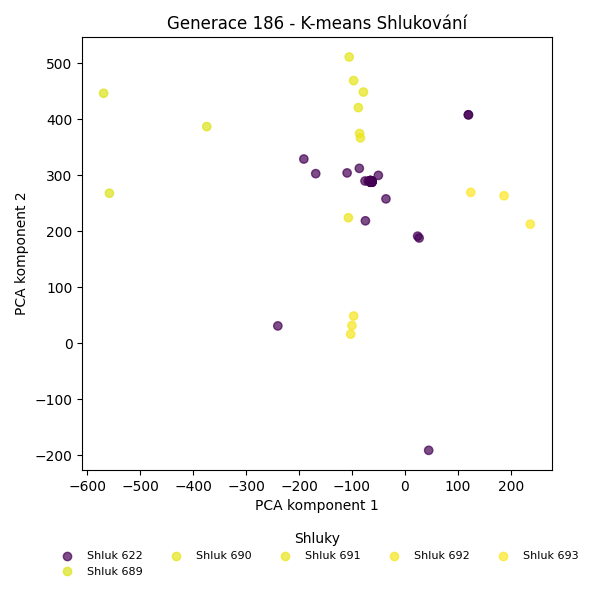 Generace 186 - K-means Shlukování
500
400
300
200
100
0
−100
−200
PCA komponent 2
−600 −500 −400 −300 −200 −100 0 100 200
PCA komponent 1
Shluky
Shluk 622 Shluk 690 Shluk 691 Shluk 692 Shluk 693
Shluk 689